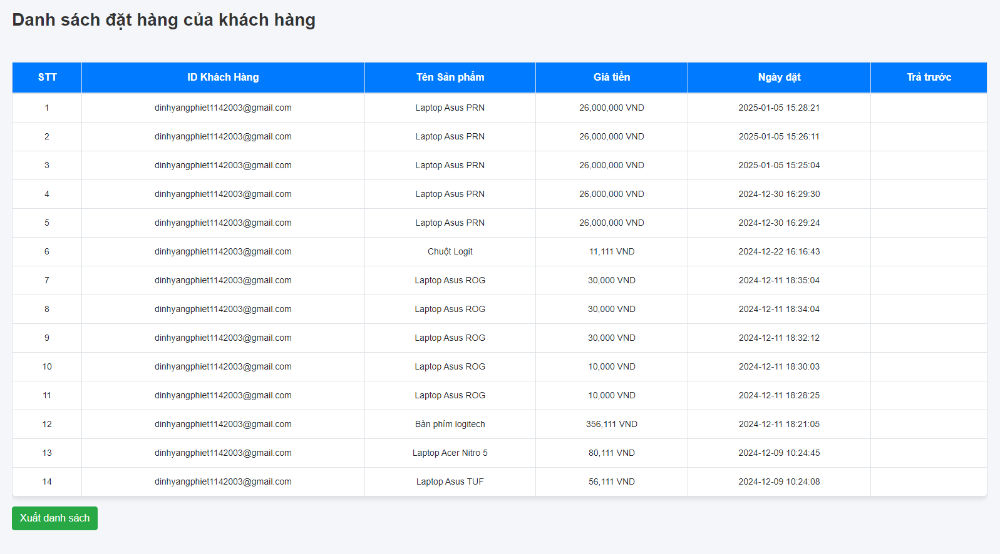 Danh sách đặt hàng của khách hàng
STT ID Khách Hàng Tên Sản phẩm Giá tiền Ngày đặt Trả trước
1 dinhyangphiet1142003@gmail.com Laptop Asus PRN 26,000,000 VND 2025-01-05 15:28:21
2 dinhyangphiet1142003@gmail.com Laptop Asus PRN 26,000,000 VND 2025-01-05 15:26:11
3 dinhyangphiet1142003@gmail.com Laptop Asus PRN 26,000,000 VND 2025-01-05 15:25:04
4 dinhyangphiet1142003@gmail.com Laptop Asus PRN 26,000,000 VND 2024-12-30 16:29:30
5 dinhyangphiet1142003@gmail.com Laptop Asus PRN 26,000,000 VND 2024-12-30 16:29:24
6 dinhyangphiet1142003@gmail.com Chuột Logit 11,111 VND 2024-12-22 16:16:43
7 dinhyangphiet1142003@gmail.com Laptop Asus ROG 30,000 VND 2024-12-11 18:35:04
8 dinhyangphiet1142003@gmail.com Laptop Asus ROG 30,000 VND 2024-12-11 18:34:04
9 dinhyangphiet1142003@gmail.com Laptop Asus ROG 30,000 VND 2024-12-11 18:32:12
10 dinhyangphiet1142003@gmail.com Laptop Asus ROG 10,000 VND 2024-12-11 18:30:03
11 dinhyangphiet1142003@gmail.com Laptop Asus ROG 10,000 VND 2024-12-11 18:28:25
12 dinhyangphiet1142003@gmail.com Bàn phím logitech 356,111 VND 2024-12-11 18:21:05
13 dinhyangphiet1142003@gmail.com Laptop Acer Nitro 5 80,111 VND 2024-12-09 10:24:45
14 dinhyangphiet1142003@gmail.com Laptop Asus TUF 56,111 VND 2024-12-09 10:24:08
Xuất danh sách